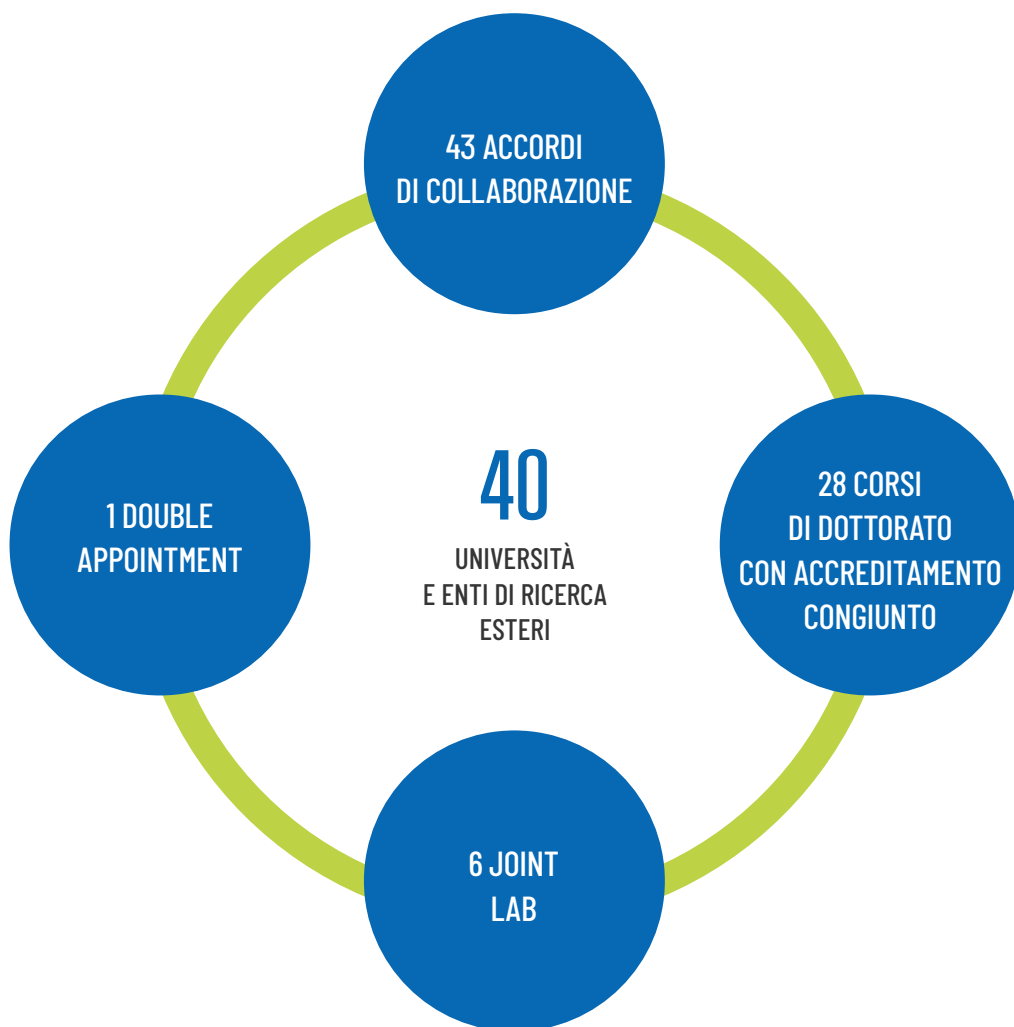 43 ACCORDI
DI COLLABORAZIONE
1 DOUBLE
APPOINTMENT
40
UNIVERSITÀ
E ENTI DI RICERCA
ESTERI
28 CORSI
DI DOTTORATO
CON ACCREDITAMENTO
CONGIUNTO
6 JOINT
LAB